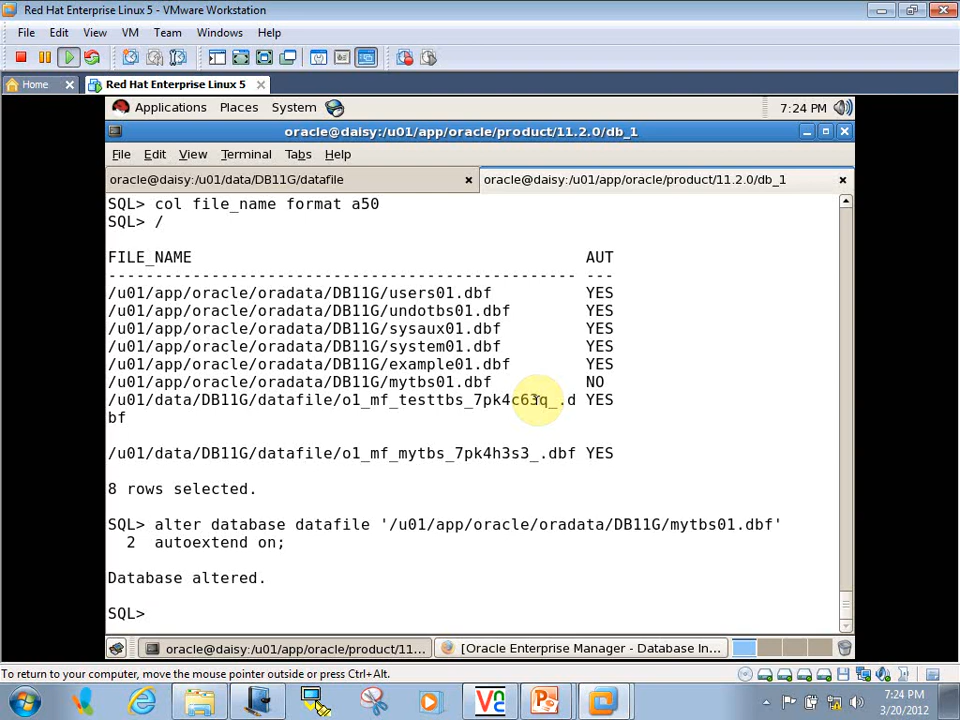 Red Hat Enterprise Linux 5 - VMware Workstation
File Edit View VM Team Windows Help
Home Red Hat Enterprise Linux 5
Applications Places System 7:24 PM
oracle@daisy:/u01/app/oracle/product/11.2.0/db_1
File Edit View Terminal Tabs Help
oracle@daisy:/u01/data/DB11G/datafile oracle@daisy:/u01/app/oracle/product/11.2.0/db_1
SQL> col file_name format a50
SQL> /
FILE_NAME AUT
-------------------------------------------------- ---
/u01/app/oracle/oradata/DB11G/users01.dbf YES
/u01/app/oracle/oradata/DB11G/undotbs01.dbf YES
/u01/app/oracle/oradata/DB11G/sysaux01.dbf YES
/u01/app/oracle/oradata/DB11G/system01.dbf YES
/u01/app/oracle/oradata/DB11G/example01.dbf YES
/u01/app/oracle/oradata/DB11G/mytbs01.dbf NO
/u01/data/DB11G/datafile/o1_mf_testtbs_7pk4c63q_.d YES
bf
/u01/data/DB11G/datafile/o1_mf_mytbs_7pk4h3s3_.dbf YES
8 rows selected.
SQL> alter database datafile '/u01/app/oracle/oradata/DB11G/mytbs01.dbf'
2 autoextend on;
Database altered.
SQL>
oracle@daisy:/u01/app/oracle/product/11... [Oracle Enterprise Manager - Database In...
To return to your computer, move the mouse pointer outside or press Ctrl+Alt.
7:24 PM
3/20/2012